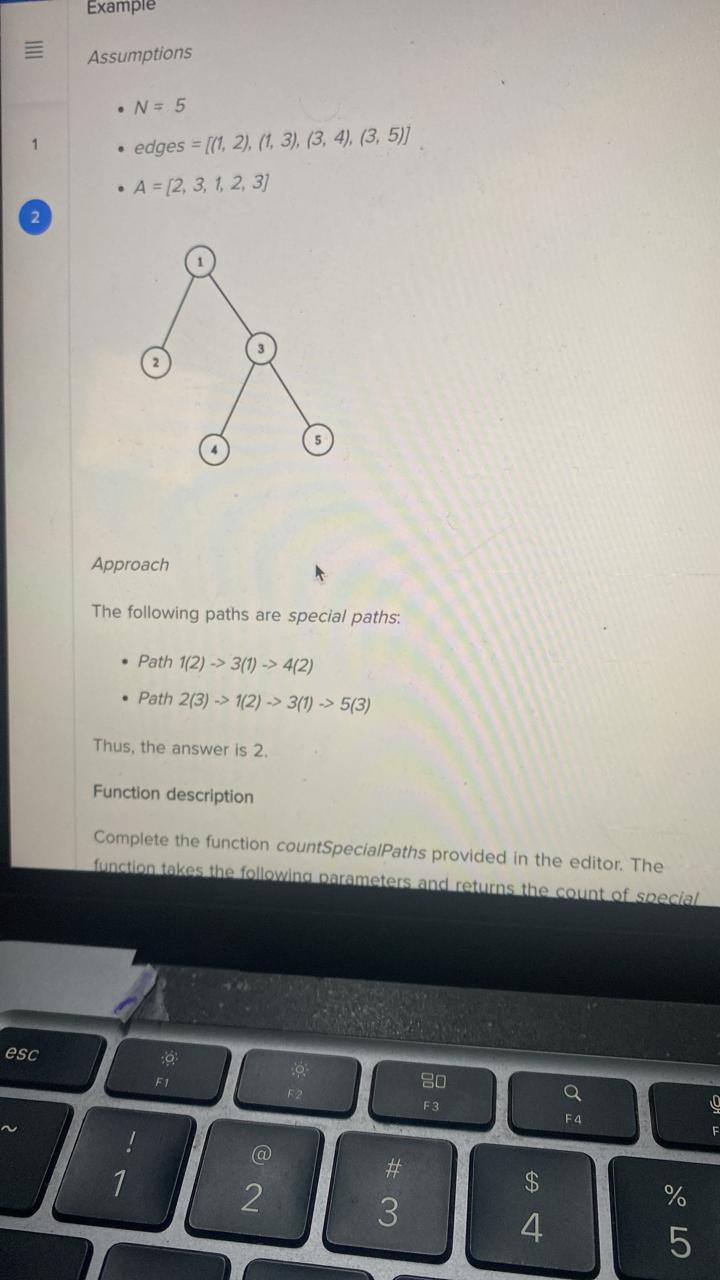 Example
Assumptions
1
• N = 5
• edges = [(1, 2), (1, 3), (3, 4), (3, 5)]
2
• A = [2, 3, 1, 2, 3]
1
2
3
4
5
Approach
The following paths are special paths:
• Path 1(2) -> 3(1) -> 4(2)
• Path 2(3) -> 1(2) -> 3(1) -> 5(3)
Thus, the answer is 2.
Function description
Complete the function countSpecialPaths provided in the editor. The
function takes the following parameters and returns the count of special
esc
F1
F2
F3
F4
F
~
! 1
@ 2
# 3
$ 4
% 5